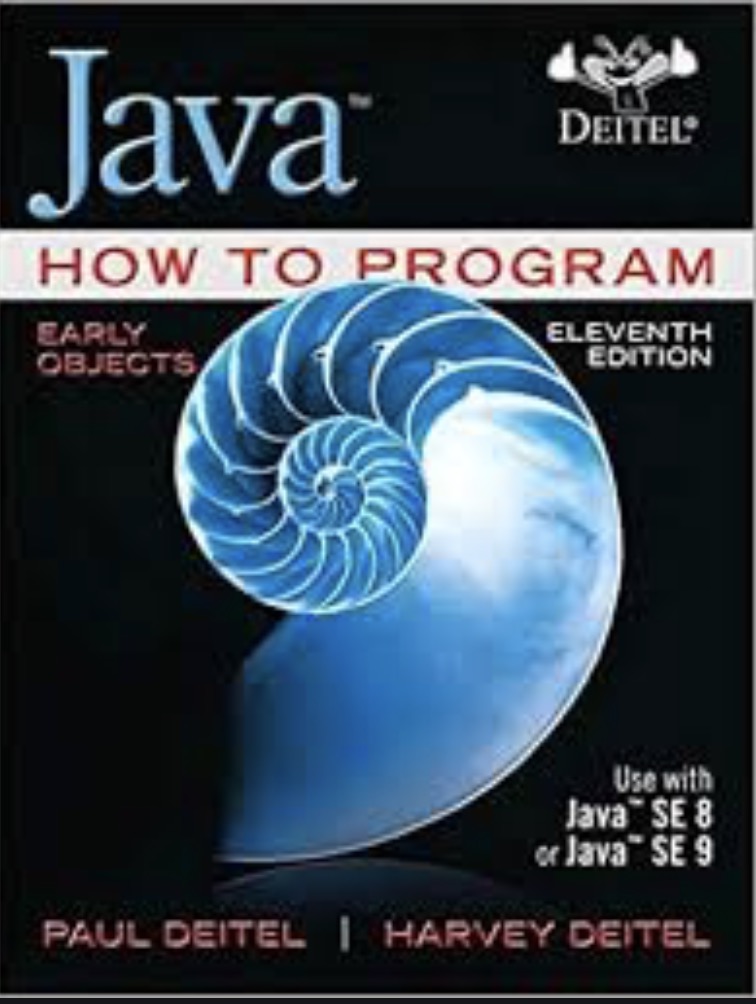 Java™
DEITEL®
HOW TO PROGRAM
EARLY
OBJECTS
ELEVENTH
EDITION
Use with
Java™ SE 8
or Java™ SE 9
PAUL DEITEL | HARVEY DEITEL